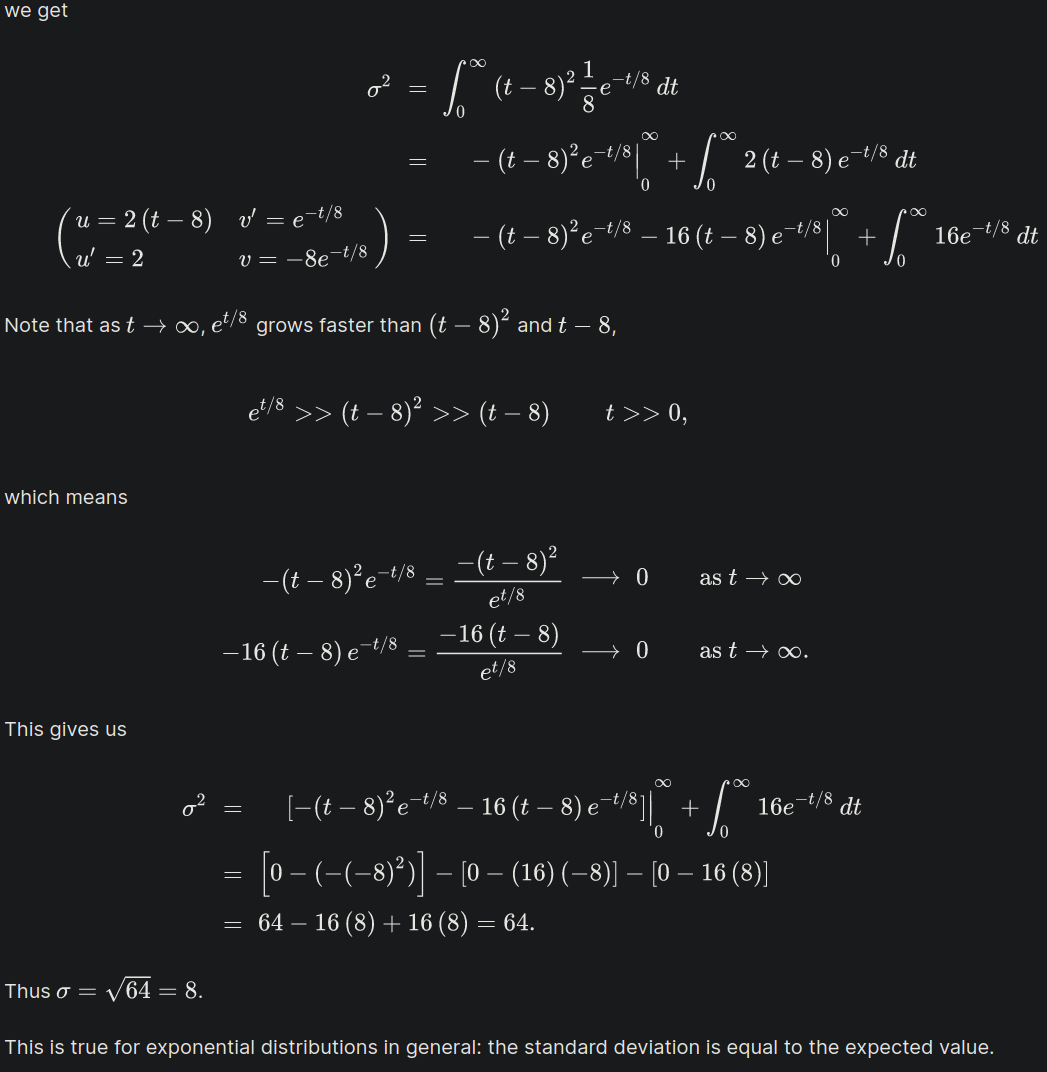 we get
σ² = ∫₀^∞ (t − 8)² 1/8 e^{−t/8} dt
= − (t − 8)² e^{−t/8} |₀^∞ + ∫₀^∞ 2 (t − 8) e^{−t/8} dt
( u = 2 (t − 8) v′ = e^{−t/8} u′ = 2 v = −8e^{−t/8} ) = − (t − 8)² e^{−t/8} − 16 (t − 8) e^{−t/8} |₀^∞ + ∫₀^∞ 16e^{−t/8} dt
Note that as t → ∞, e^{t/8} grows faster than (t − 8)² and t − 8,
e^{t/8} >> (t − 8)² >> (t − 8) t >> 0,
which means
−(t − 8)² e^{−t/8} = −(t − 8)² / e^{t/8} ⟶ 0 as t → ∞
−16 (t − 8) e^{−t/8} = −16 (t − 8) / e^{t/8} ⟶ 0 as t → ∞.
This gives us
σ² = [−(t − 8)² e^{−t/8} − 16 (t − 8) e^{−t/8}]|₀^∞ + ∫₀^∞ 16e^{−t/8} dt
= [0 − (−(−8)²)] − [0 − (16) (−8)] − [0 − 16 (8)]
= 64 − 16 (8) + 16 (8) = 64.
Thus σ = √64 = 8.
This is true for exponential distributions in general: the standard deviation is equal to the expected value.